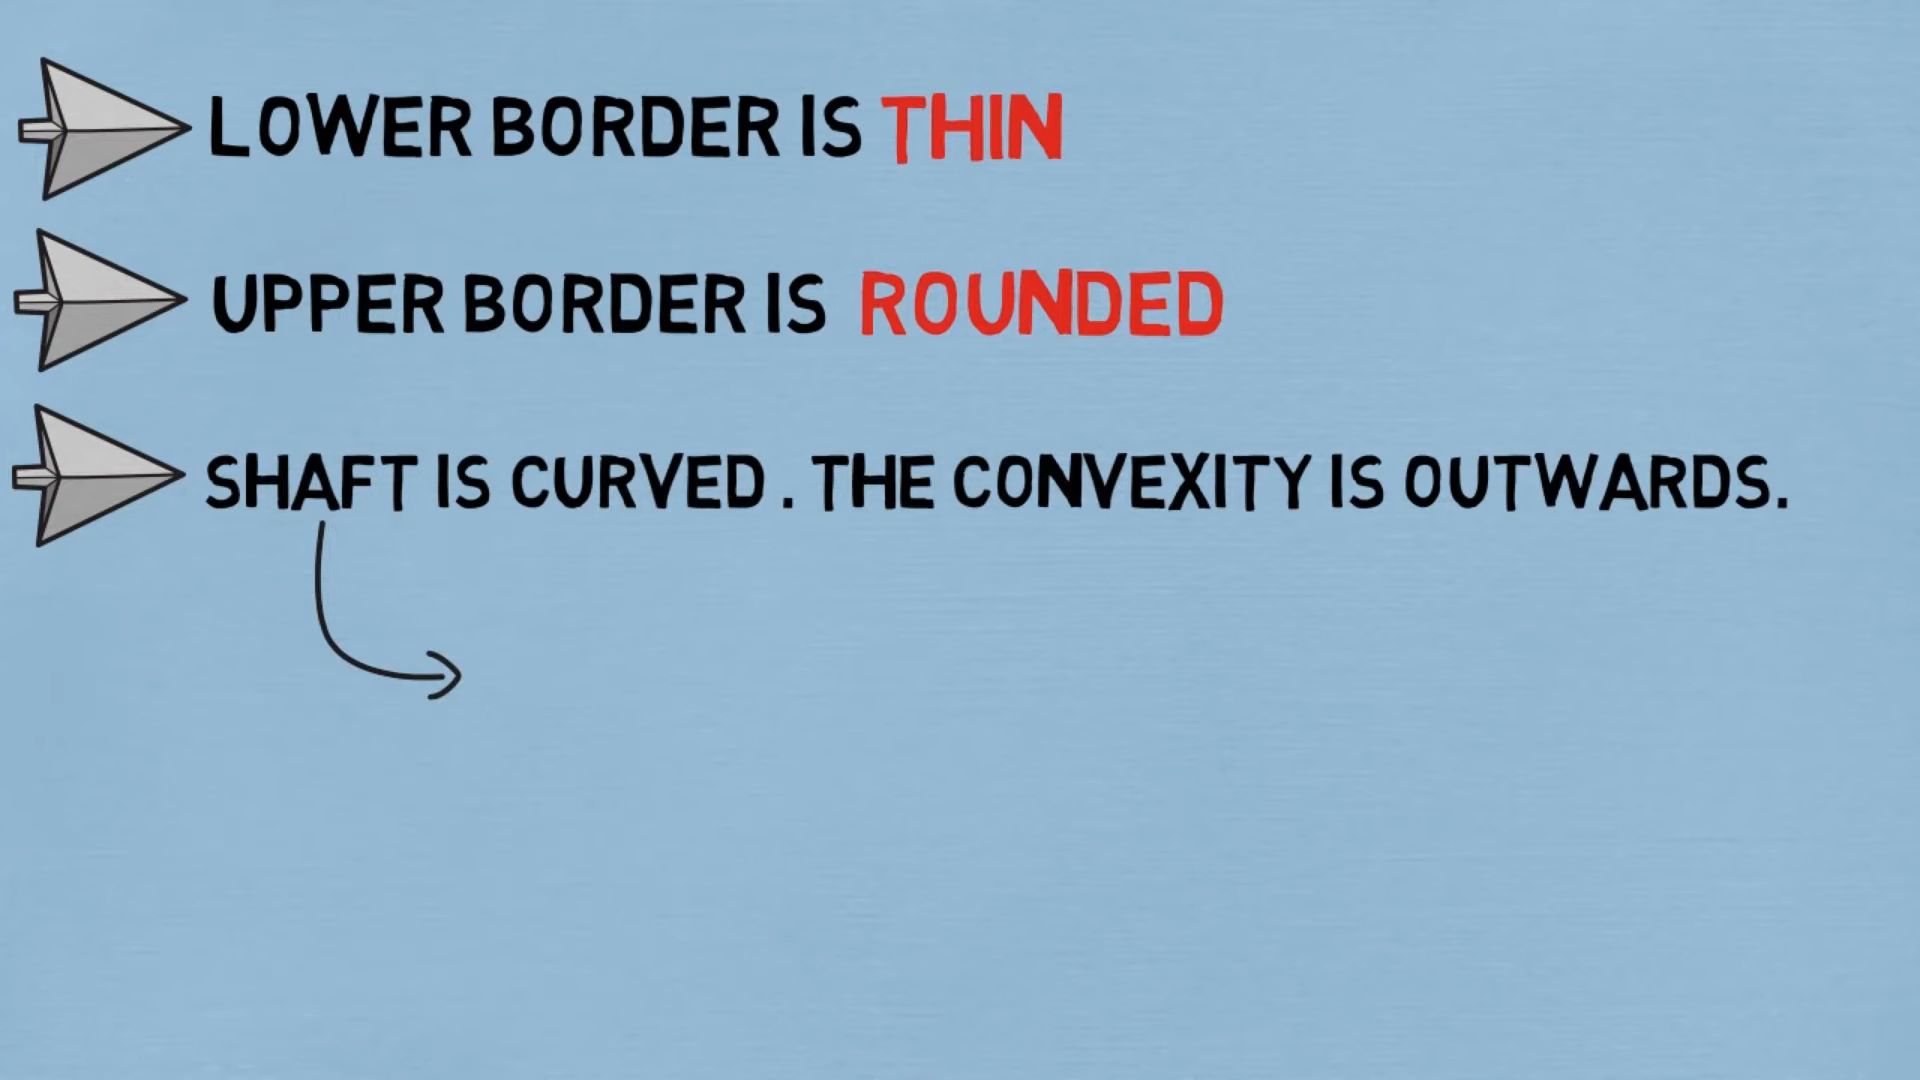 LOWER BORDER IS THIN
UPPER BORDER IS ROUNDED
SHAFT IS CURVED . THE CONVEXITY IS OUTWARDS.